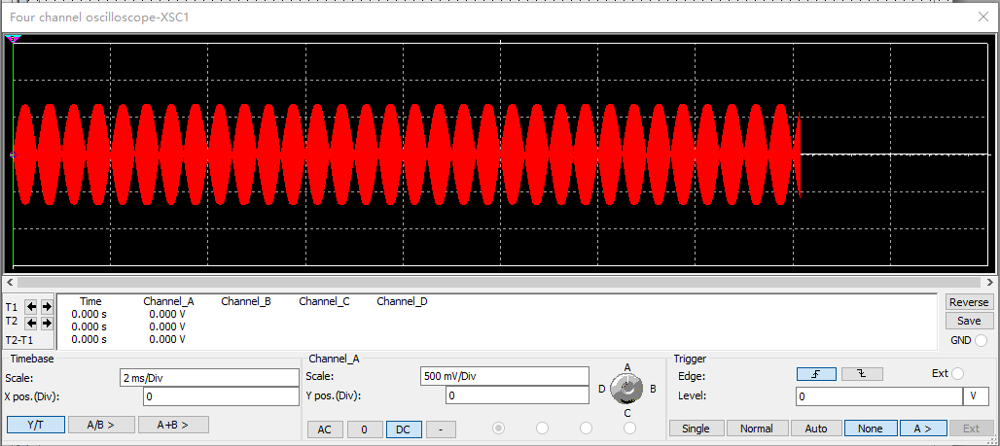 Four channel oscilloscope-XSC1
Time Channel_A Channel_B Channel_C Channel_D
T1 0.000 s 0.000 V
T2 0.000 s 0.000 V
T2-T1 0.000 s 0.000 V
Reverse
Save
GND
Timebase
Scale: 2 ms/Div
X pos.(Div): 0
Y/T A/B > A+B >
Channel_A
Scale: 500 mV/Div
Y pos.(Div): 0
AC 0 DC -
A
D B
C
Trigger
Edge: Ext
Level: 0 V
Single Normal Auto None A > Ext